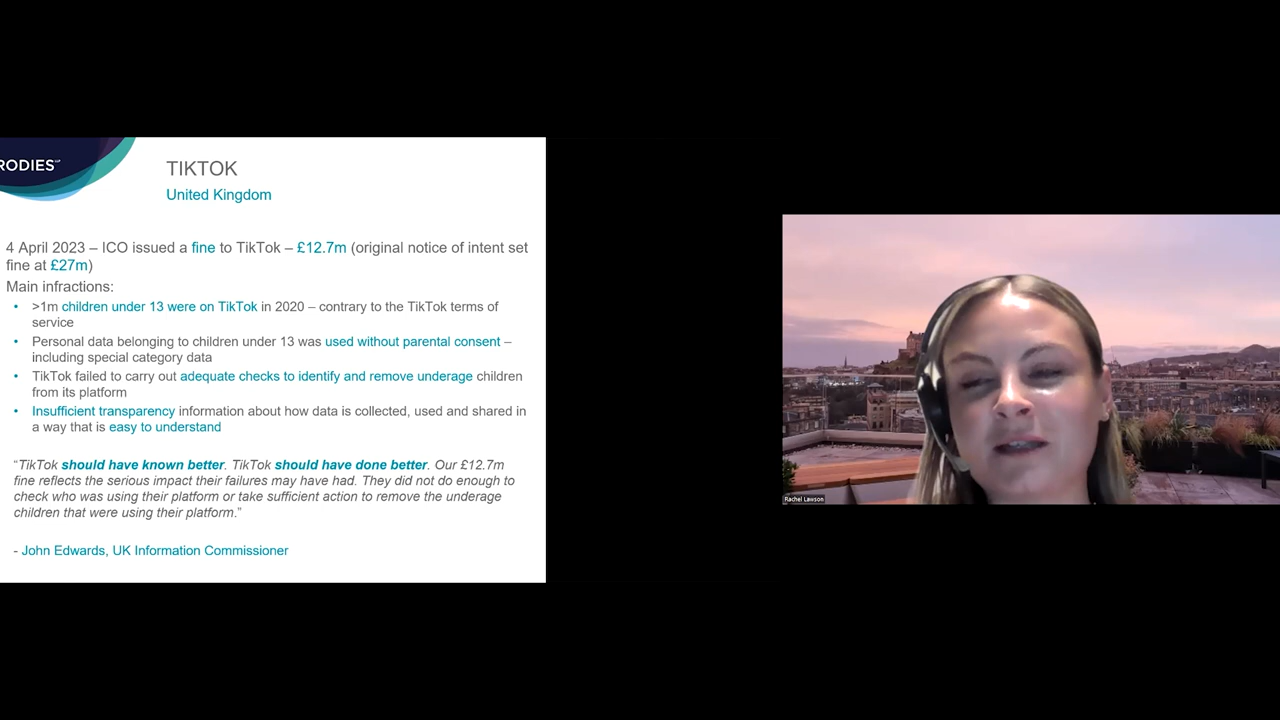 RODIES LLP
TIKTOK
United Kingdom
4 April 2023 – ICO issued a fine to TikTok – £12.7m (original notice of intent set
fine at £27m)
Main infractions:
• >1m children under 13 were on TikTok in 2020 – contrary to the TikTok terms of
service
• Personal data belonging to children under 13 was used without parental consent –
including special category data
• TikTok failed to carry out adequate checks to identify and remove underage children
from its platform
• Insufficient transparency information about how data is collected, used and shared in
a way that is easy to understand
“TikTok should have known better. TikTok should have done better. Our £12.7m
fine reflects the serious impact their failures may have had. They did not do enough to
check who was using their platform or take sufficient action to remove the underage
children that were using their platform.”
- John Edwards, UK Information Commissioner
Rachel Lawson